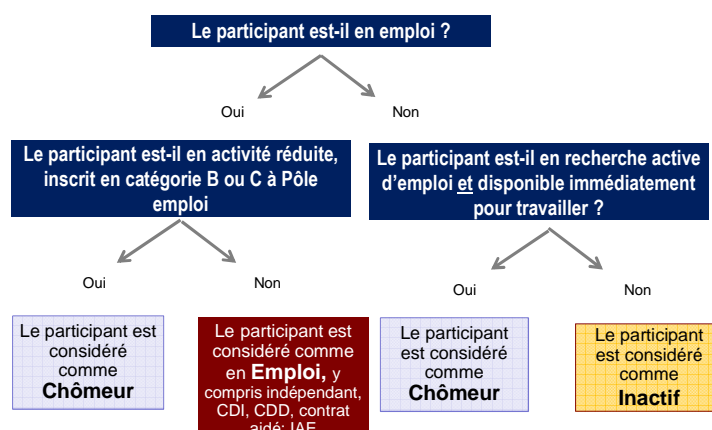 Le participant est-il en emploi ?
Oui
Non
Le participant est-il en activité réduite,
inscrit en catégorie B ou C à Pôle
emploi
Le participant est-il en recherche active
d'emploi et disponible immédiatement
pour travailler ?
Oui
Non
Oui
Non
Le participant est
considéré
comme
Chômeur
Le participant est
considéré comme
en Emploi, y
compris indépendant,
CDI, CDD, contrat
aidé; IAE
Le participant
est considéré
comme
Chômeur
Le participant
est considéré
comme
Inactif